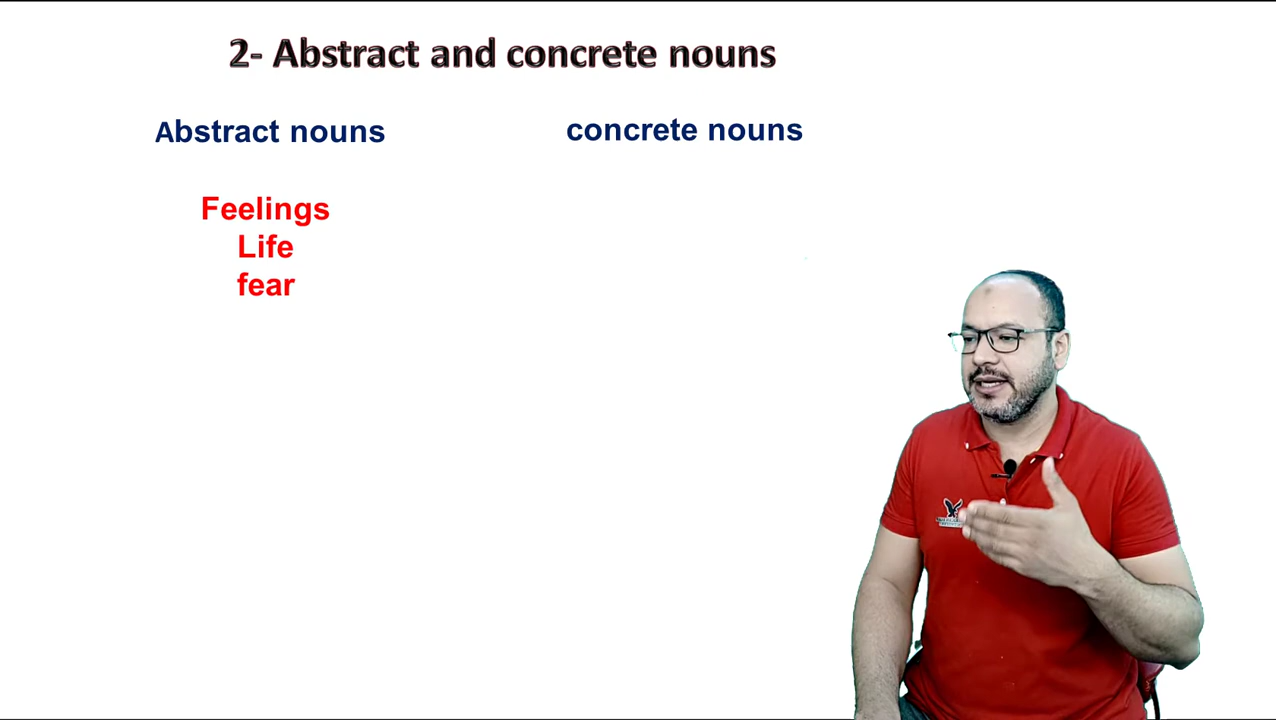 2- Abstract and concrete nouns
Abstract nouns
concrete nouns
Feelings
Life
fear